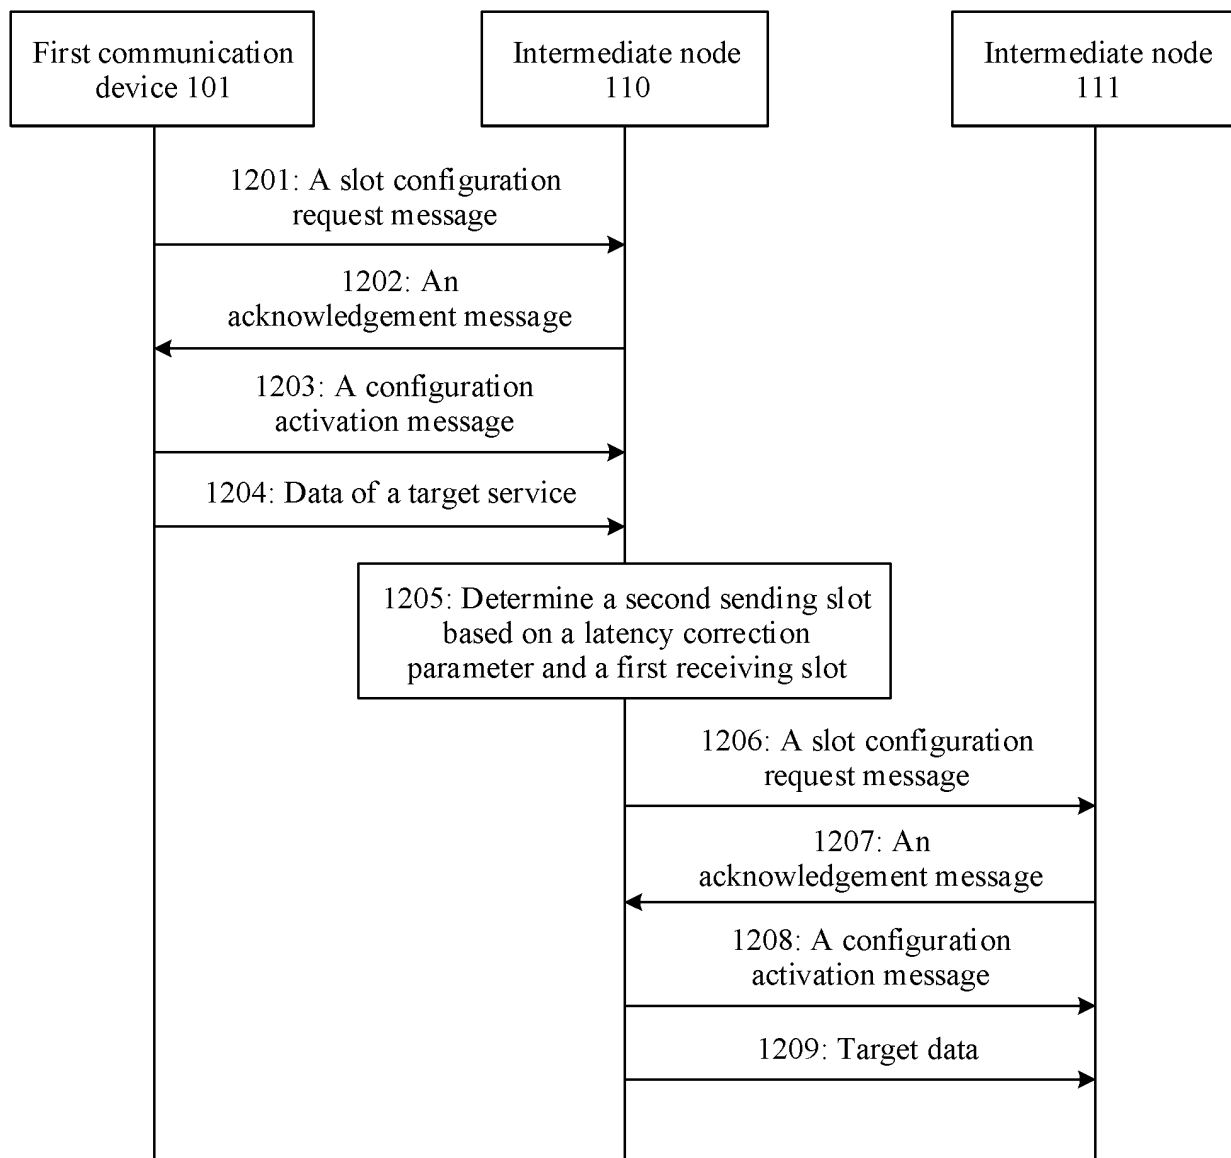 First communication
device 101
Intermediate node
110
Intermediate node
111
1201: A slot configuration
request message
1202: An
acknowledgement message
1203: A configuration
activation message
1204: Data of a target service
1205: Determine a second sending slot
based on a latency correction
parameter and a first receiving slot
1206: A slot configuration
request message
1207: An
acknowledgement message
1208: A configuration
activation message
1209: Target data